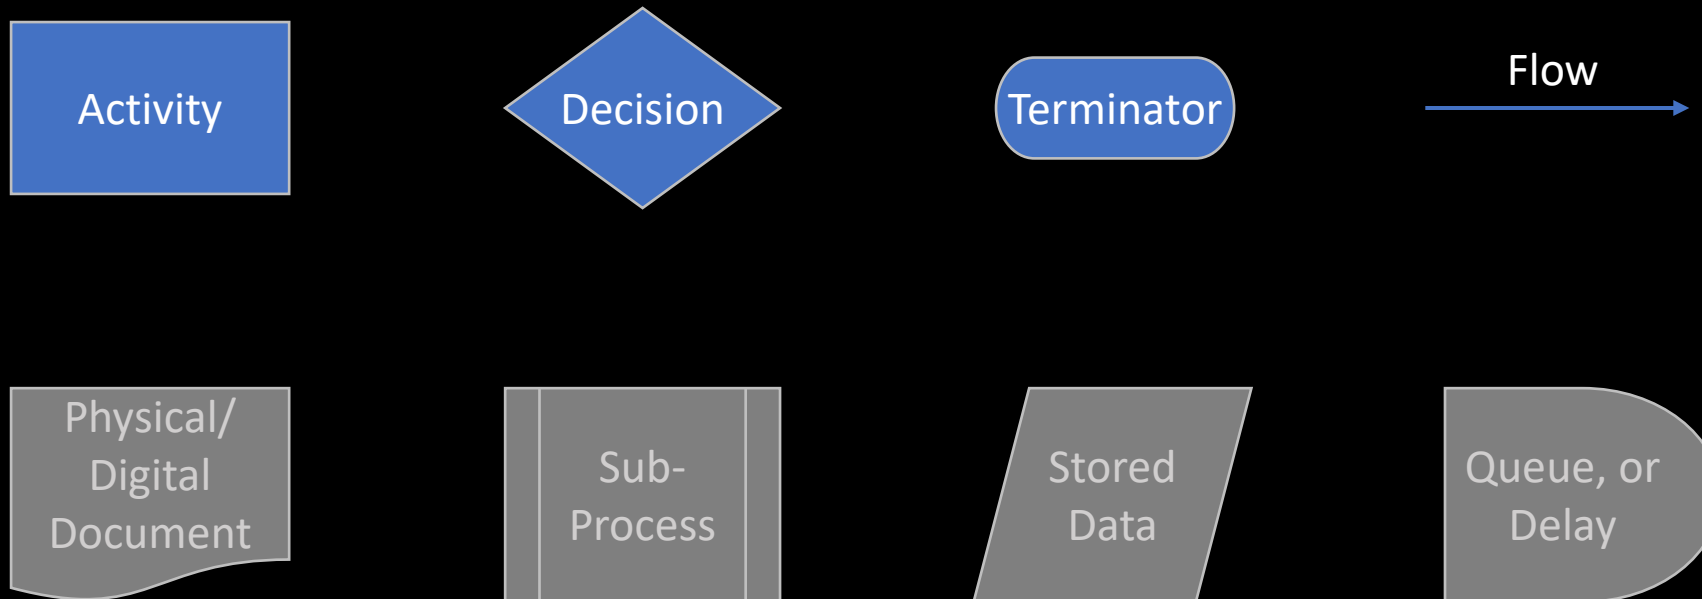 Activity
Decision
Terminator
Flow
Physical/
Digital
Document
Sub-
Process
Stored
Data
Queue, or
Delay